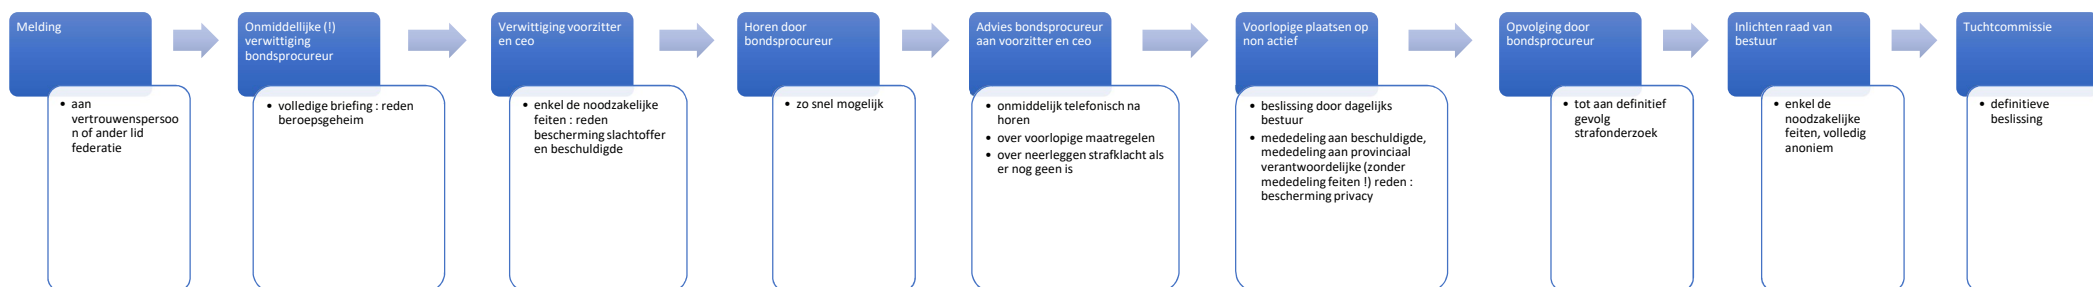 Melding
• aan
vertrouwenspersoo
n of ander lid
federatie
Onmiddellijke (!)
verwittiging
bondsprocureur
• volledige briefing : reden
beroepsgeheim
Verwittiging voorzitter
en ceo
• enkel de noodzakelijke
feiten : reden
bescherming slachtoffer
en beschuldigde
Horen door
bondsprocureur
• zo snel mogelijk
Advies bondsprocureur
aan voorzitter en ceo
• onmiddelijk telefonisch na
horen
• over voorlopige maatregelen
• over neerleggen strafklacht als
er nog geen is
Voorlopige plaatsen op
non actief
• beslissing door dagelijks
bestuur
• mededeling aan beschuldigde,
mededeling aan provinciaal
verantwoordelijke (zonder
mededeling feiten !) reden :
bescherming privacy
Opvolging door
bondsprocureur
• tot aan definitief
gevolg
strafonderzoek
Inlichten raad van
bestuur
• enkel de
noodzakelijke
feiten, volledig
anoniem
Tuchtcommissie
• definitieve
beslissing